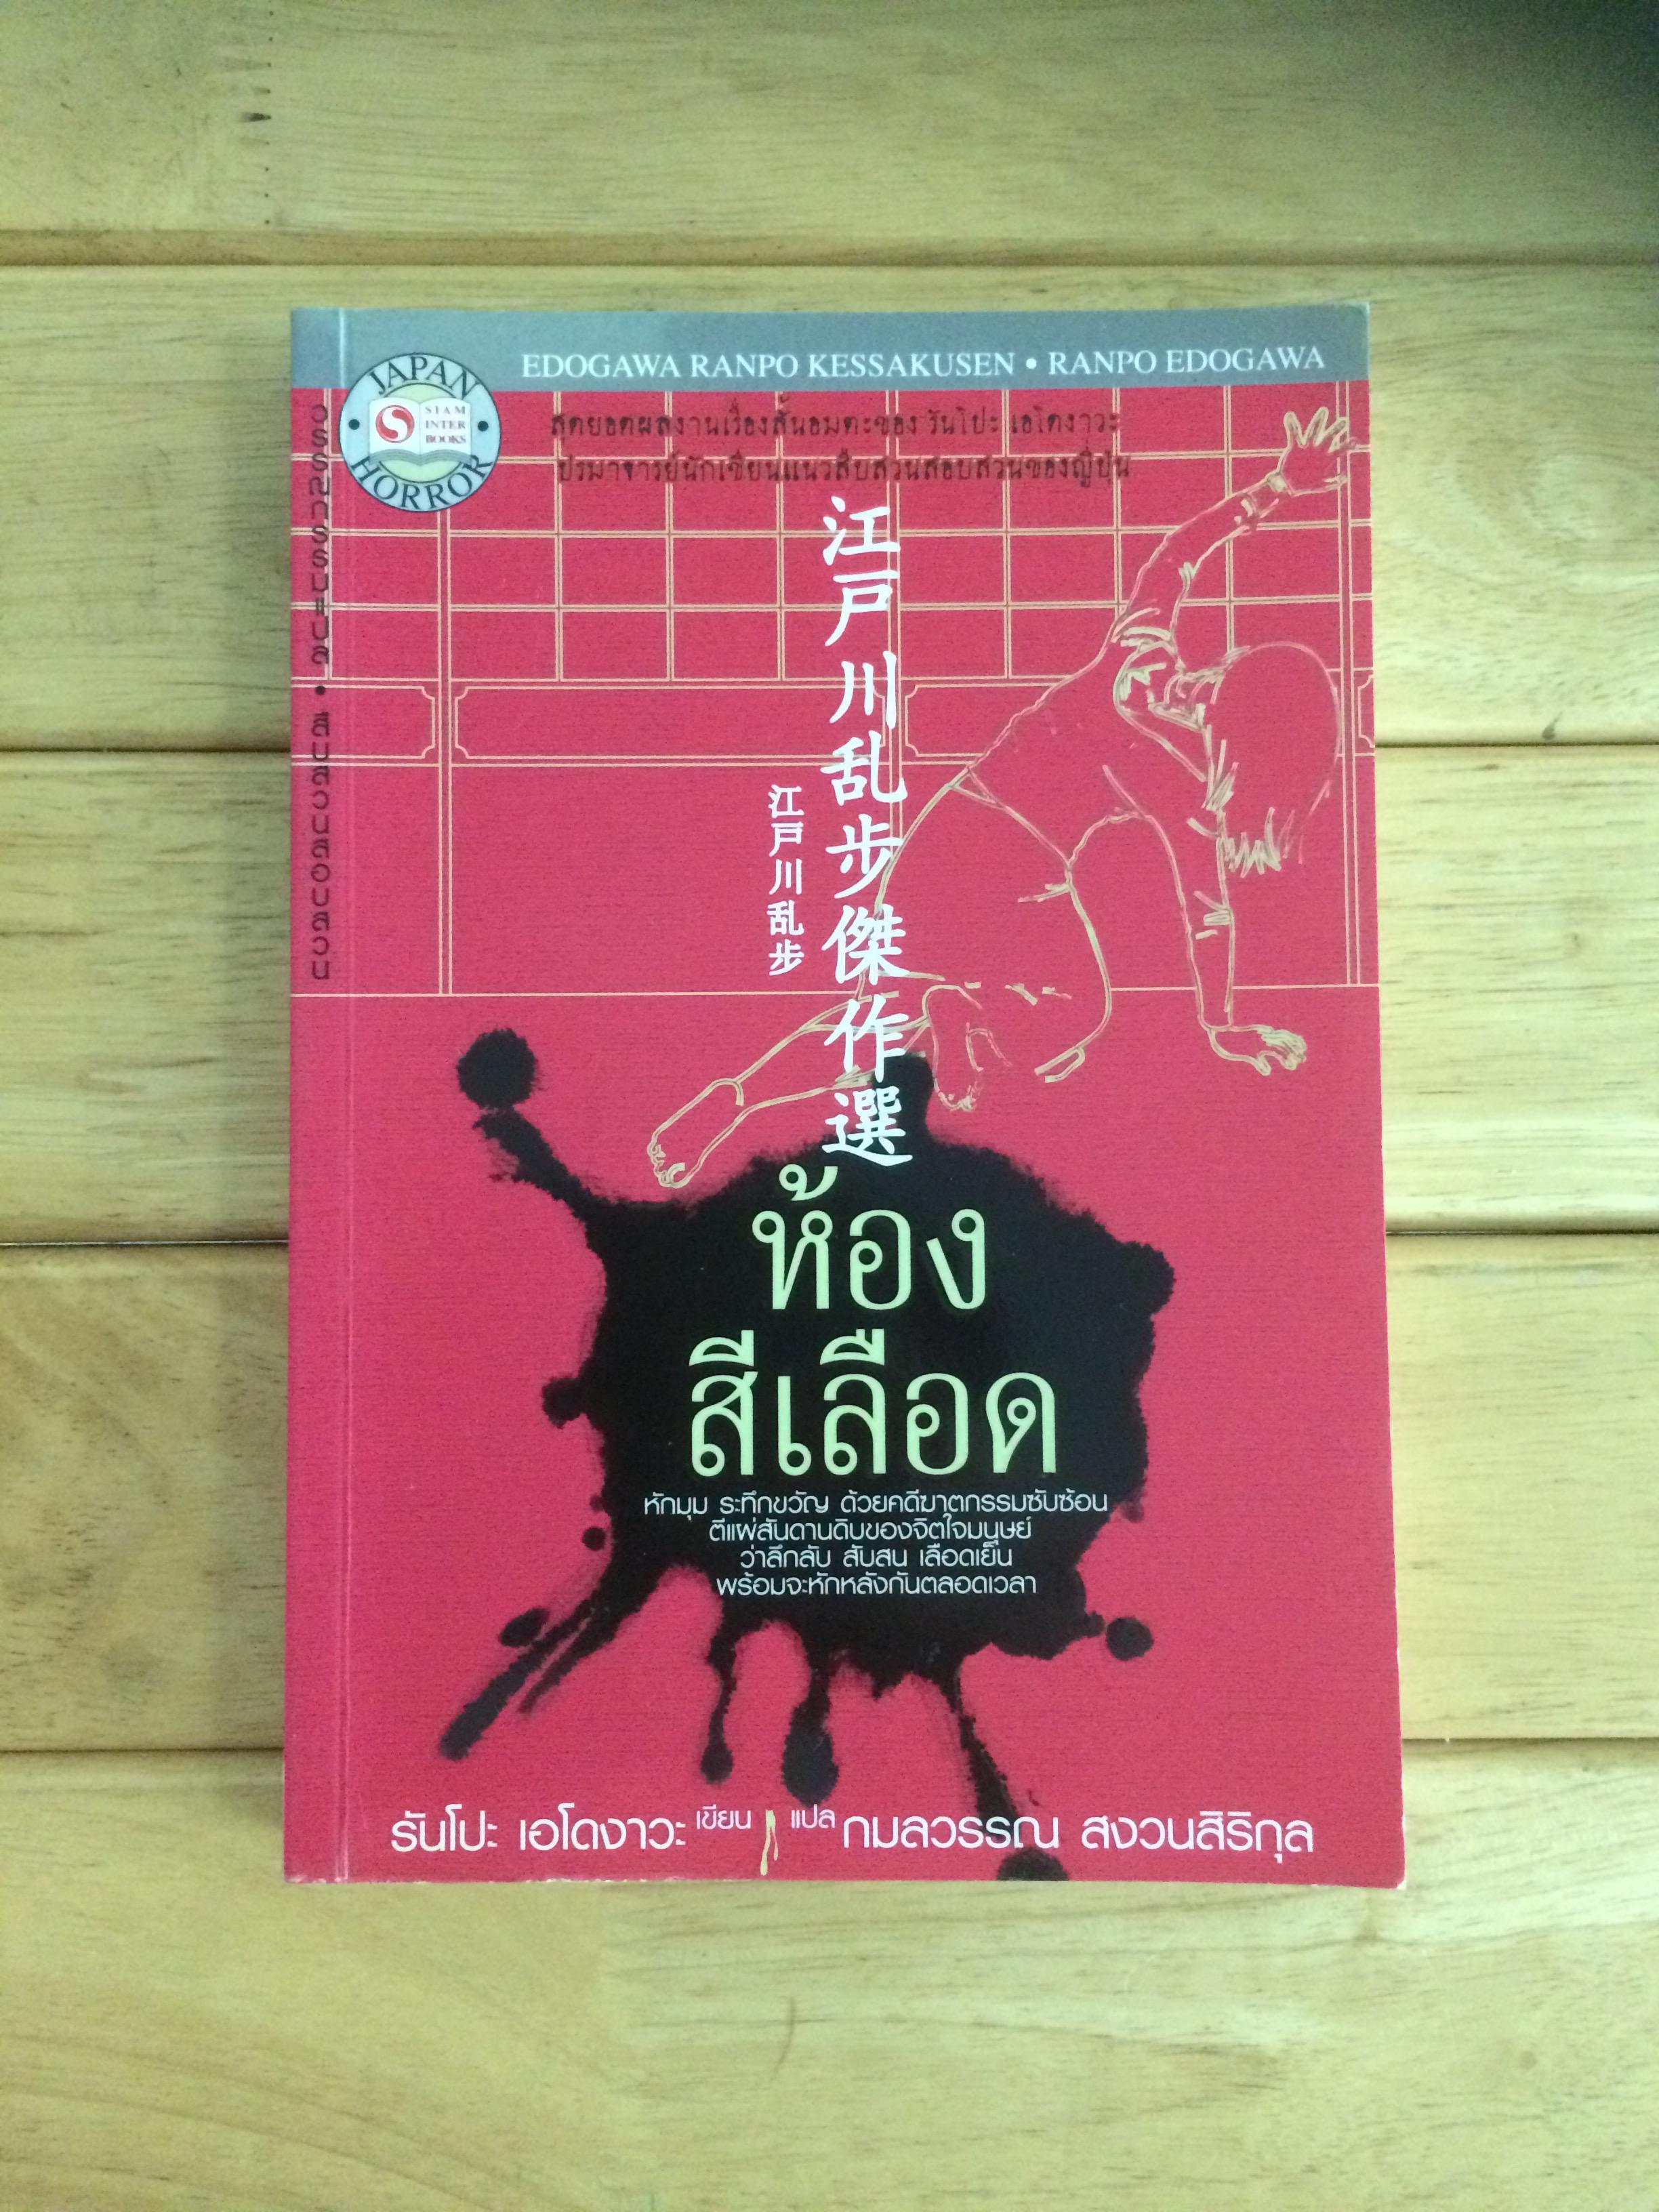 EDOGAWA RANPO KESSAKUSEN • RANPO EDOGAWA
JAPAN
SIAM
INTER
BOOKS
HORROR
วรรณกรรมแปล • สืบสวนสอบสวน
สุดยอดผลงานเรื่องสั้นอมตะของ รันโปะ เอโดงาวะ
ปรมาจารย์นักเขียนแนวสืบสวนสอบสวนของญี่ปุ่น
江戸川乱歩傑作選
江戸川乱歩
ห้อง
สีเลือด
หักมุม ระทึกขวัญ ด้วยคดีฆาตกรรมซับซ้อน
ตีแผ่สันดานดิบของจิตใจมนุษย์
ว่าลึกลับ สับสน เลือดเย็น
พร้อมจะหักหลังกันตลอดเวลา
รันโปะ เอโดงาวะ เขียน แปล กมลวรรณ สงวนสิริกุล